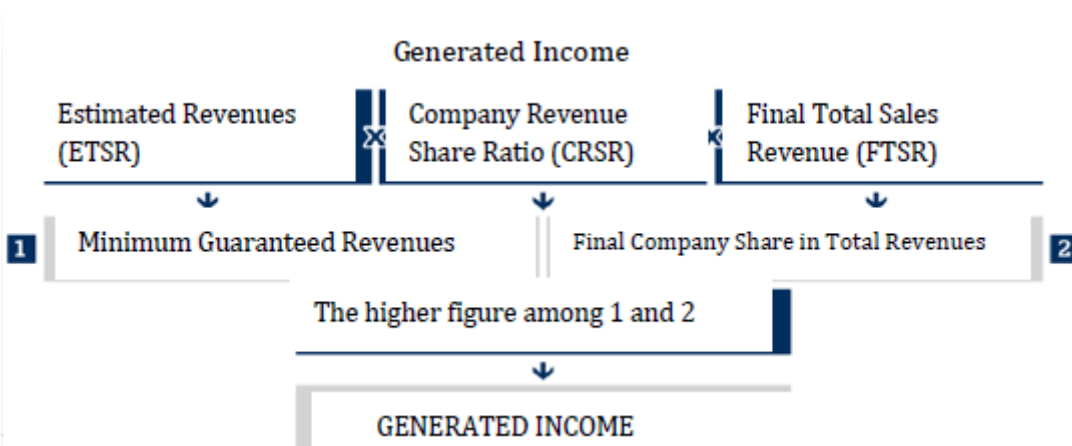 Generated Income
Estimated Revenues
(ETSR)
x
Company Revenue
Share Ratio (CRSR)
x
Final Total Sales
Revenue (FTSR)
1
Minimum Guaranteed Revenues
Final Company Share in Total Revenues
2
The higher figure among 1 and 2
GENERATED INCOME